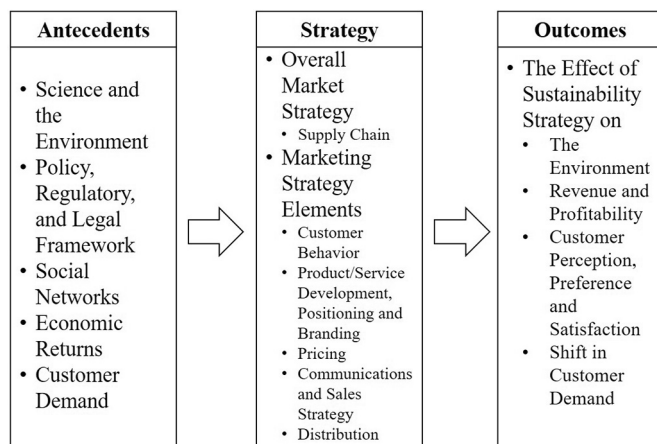 Antecedents
• Science and
the
Environment
• Policy,
Regulatory,
and Legal
Framework
• Social
Networks
• Economic
Returns
• Customer
Demand
Strategy
• Overall
Market
Strategy
• Supply Chain
• Marketing
Strategy
Elements
• Customer
Behavior
• Product/Service
Development,
Positioning and
Branding
• Pricing
• Communications
and Sales
Strategy
• Distribution
Outcomes
• The Effect of
Sustainability
Strategy on
• The
Environment
• Revenue and
Profitability
• Customer
Perception,
Preference
and
Satisfaction
• Shift in
Customer
Demand